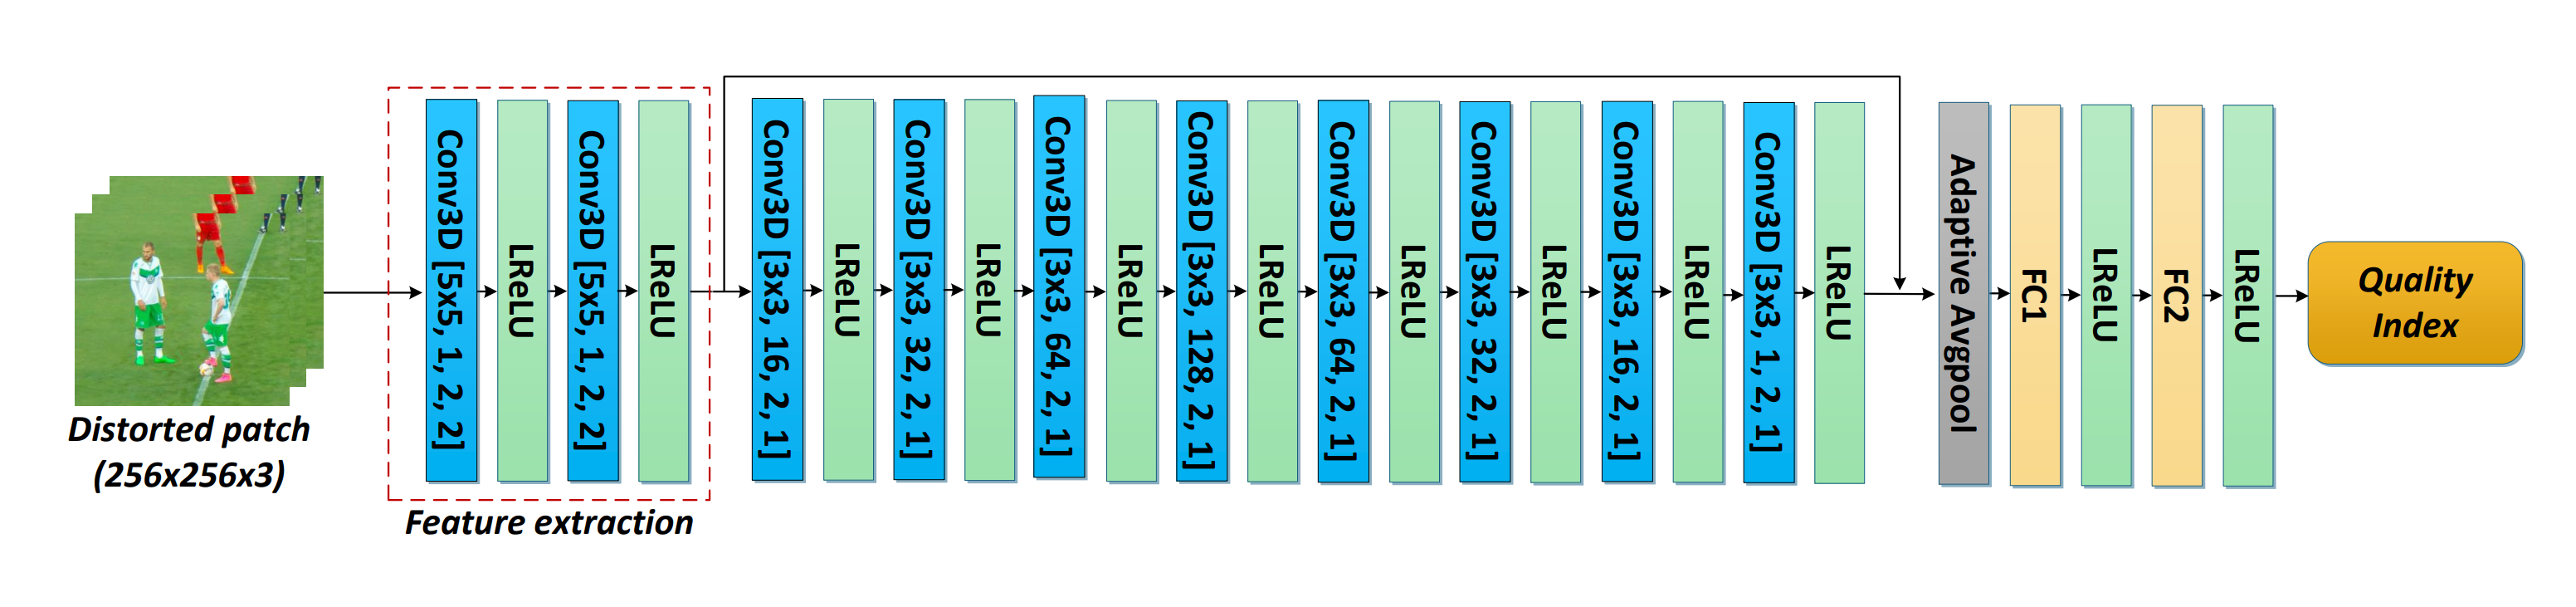 Distorted patch
(256x256x3)
Conv3D [5x5, 1, 2, 2]
LReLU
Conv3D [5x5, 1, 2, 2]
LReLU
Feature extraction
Conv3D [3x3, 16, 2, 1]
LReLU
Conv3D [3x3, 32, 2, 1]
LReLU
Conv3D [3x3, 64, 2, 1]
LReLU
Conv3D [3x3, 128, 2, 1]
LReLU
Conv3D [3x3, 64, 2, 1]
LReLU
Conv3D [3x3, 32, 2, 1]
LReLU
Conv3D [3x3, 16, 2, 1]
LReLU
Conv3D [3x3, 1, 2, 1]
LReLU
Adaptive Avgpool
FC1
LReLU
FC2
LReLU
Quality
Index